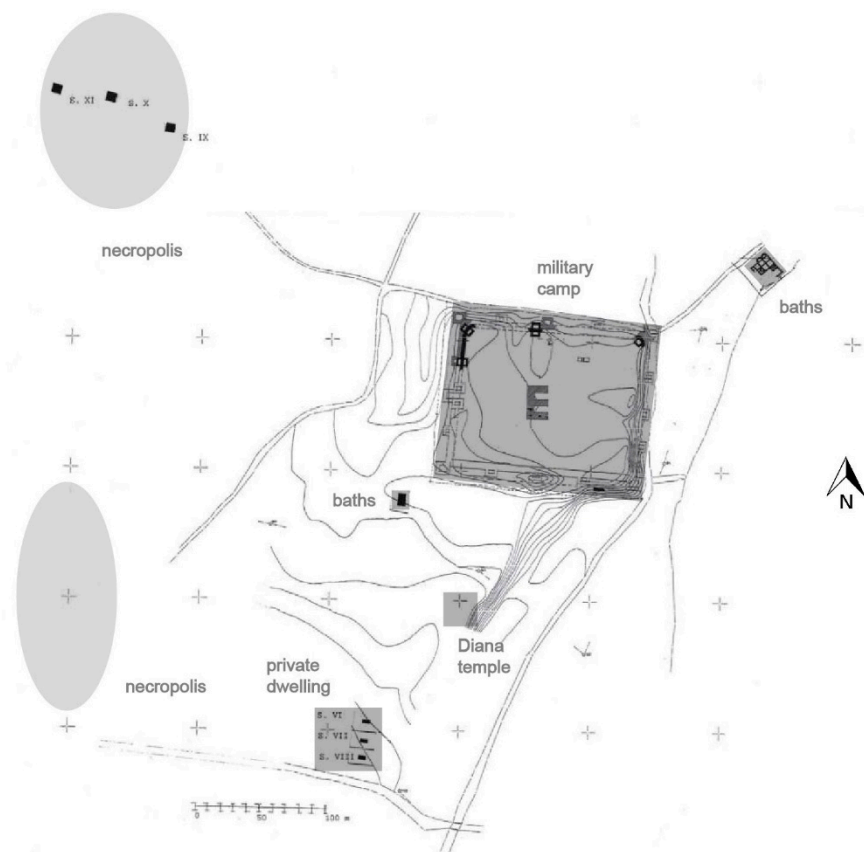 S. XI
S. X
S. IX
necropolis
military
camp
baths
baths
N
Diana
temple
private
dwelling
necropolis
S. VI
S. VII
S. VIII
0 50 100 m